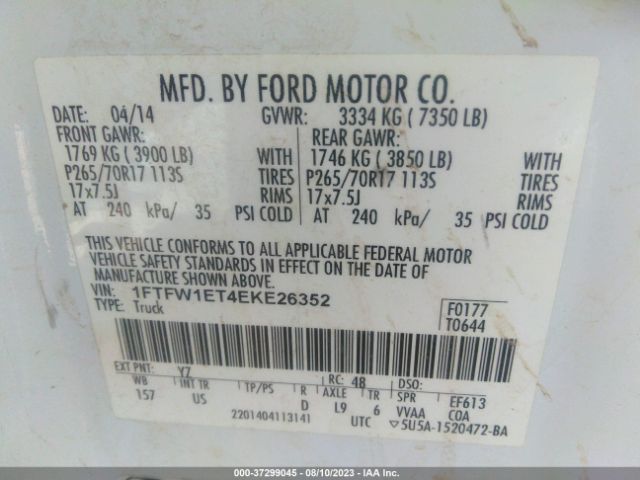 MFD. BY FORD MOTOR CO.
DATE: 04/14 GVWR: 3334 KG ( 7350 LB)
FRONT GAWR: REAR GAWR:
1769 KG ( 3900 LB) WITH 1746 KG ( 3850 LB) WITH
P265/70R17 113S TIRES P265/70R17 113S TIRES
17x7.5J RIMS 17x7.5J RIMS
AT 240 kPa/ 35 PSI COLD AT 240 kPa/ 35 PSI COLD
THIS VEHICLE CONFORMS TO ALL APPLICABLE FEDERAL MOTOR
VEHICLE SAFETY STANDARDS IN EFFECT ON THE DATE OF
MANUFACTURE SHOWN ABOVE.
VIN: 1FTFW1ET4EKE26352 F0177
TYPE: Truck T0644
EXT PNT: YZ RC: 48 DSO:
WB INT TR TP/PS R AXLE TR SPR EF613
157 US D L9 6 VVAA COA
2201404113141 UTC 5U5A-1520472-BA
000-37299045 - 08/10/2023 - IAA Inc.